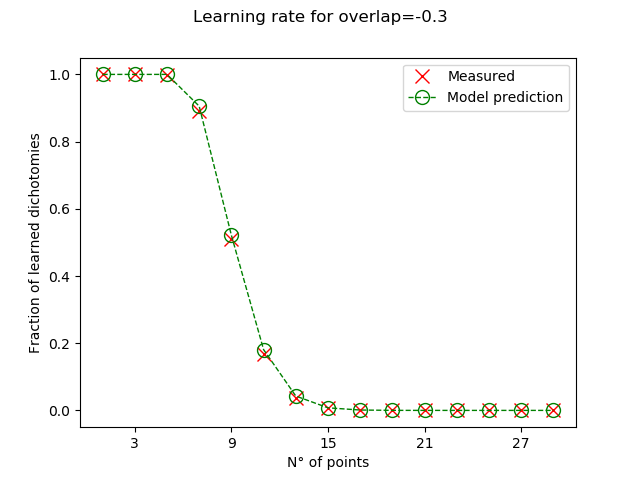 Learning rate for overlap=-0.3
Measured
Model prediction
1.0
0.8
0.6
0.4
0.2
0.0
Fraction of learned dichotomies
3
9
15
21
27
N° of points